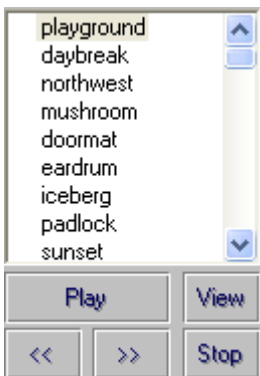 playground
daybreak
northwest
mushroom
doormat
eardrum
iceberg
padlock
sunset
Play View
<< >> Stop